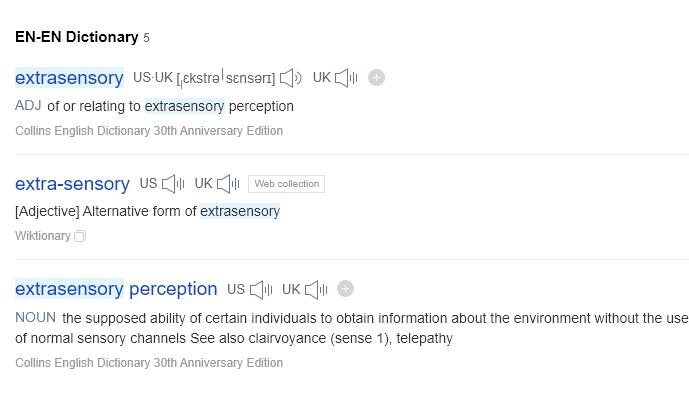 EN-EN Dictionary 5
extrasensory US·UK [ˌɛkstrəˈsɛnsərɪ] UK
ADJ of or relating to extrasensory perception
Collins English Dictionary 30th Anniversary Edition
extra-sensory US UK Web collection
[Adjective] Alternative form of extrasensory
Wiktionary
extrasensory perception US UK
NOUN the supposed ability of certain individuals to obtain information about the environment without the use
of normal sensory channels See also clairvoyance (sense 1), telepathy
Collins English Dictionary 30th Anniversary Edition